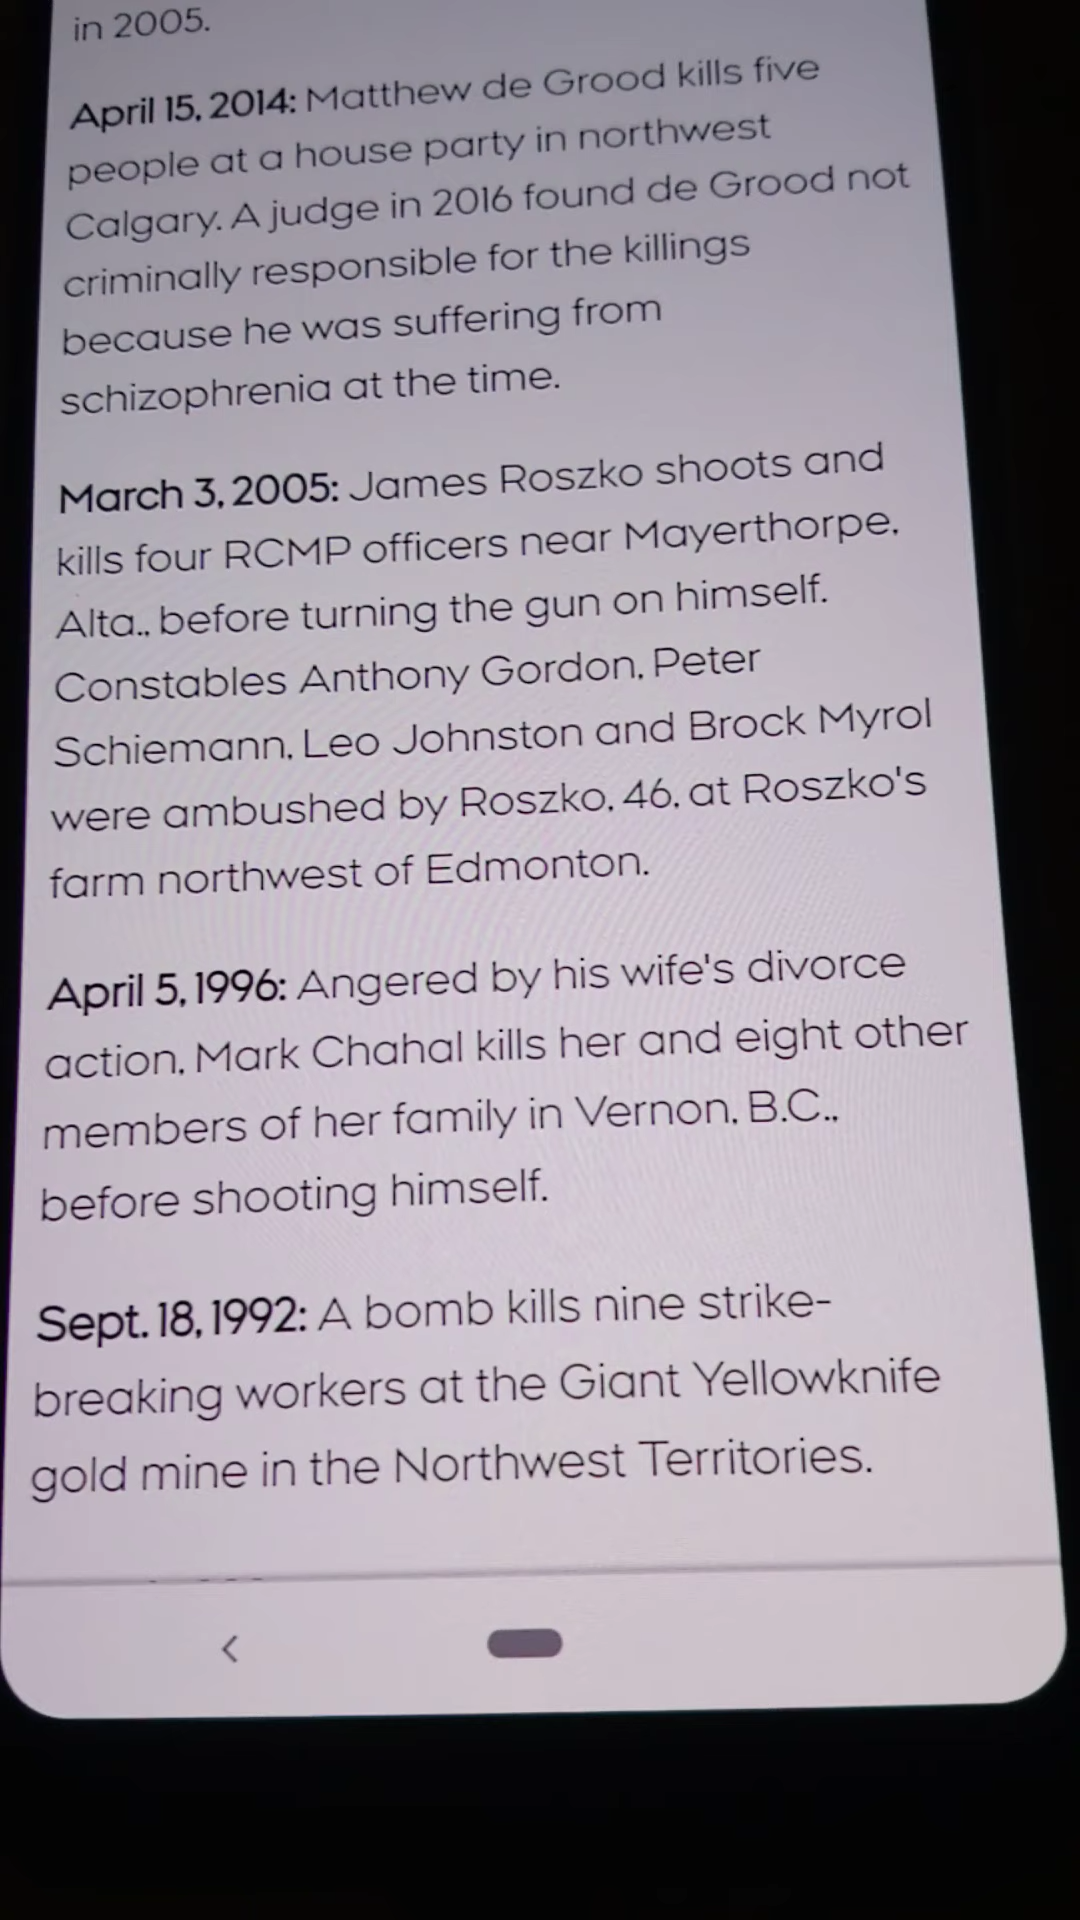 in 2005.
April 15, 2014: Matthew de Grood kills five
people at a house party in northwest
Calgary. A judge in 2016 found de Grood not
criminally responsible for the killings
because he was suffering from
schizophrenia at the time.
March 3, 2005: James Roszko shoots and
kills four RCMP officers near Mayerthorpe,
Alta., before turning the gun on himself.
Constables Anthony Gordon, Peter
Schiemann, Leo Johnston and Brock Myrol
were ambushed by Roszko, 46, at Roszko's
farm northwest of Edmonton.
April 5, 1996: Angered by his wife's divorce
action, Mark Chahal kills her and eight other
members of her family in Vernon, B.C.,
before shooting himself.
Sept. 18, 1992: A bomb kills nine strike-
breaking workers at the Giant Yellowknife
gold mine in the Northwest Territories.